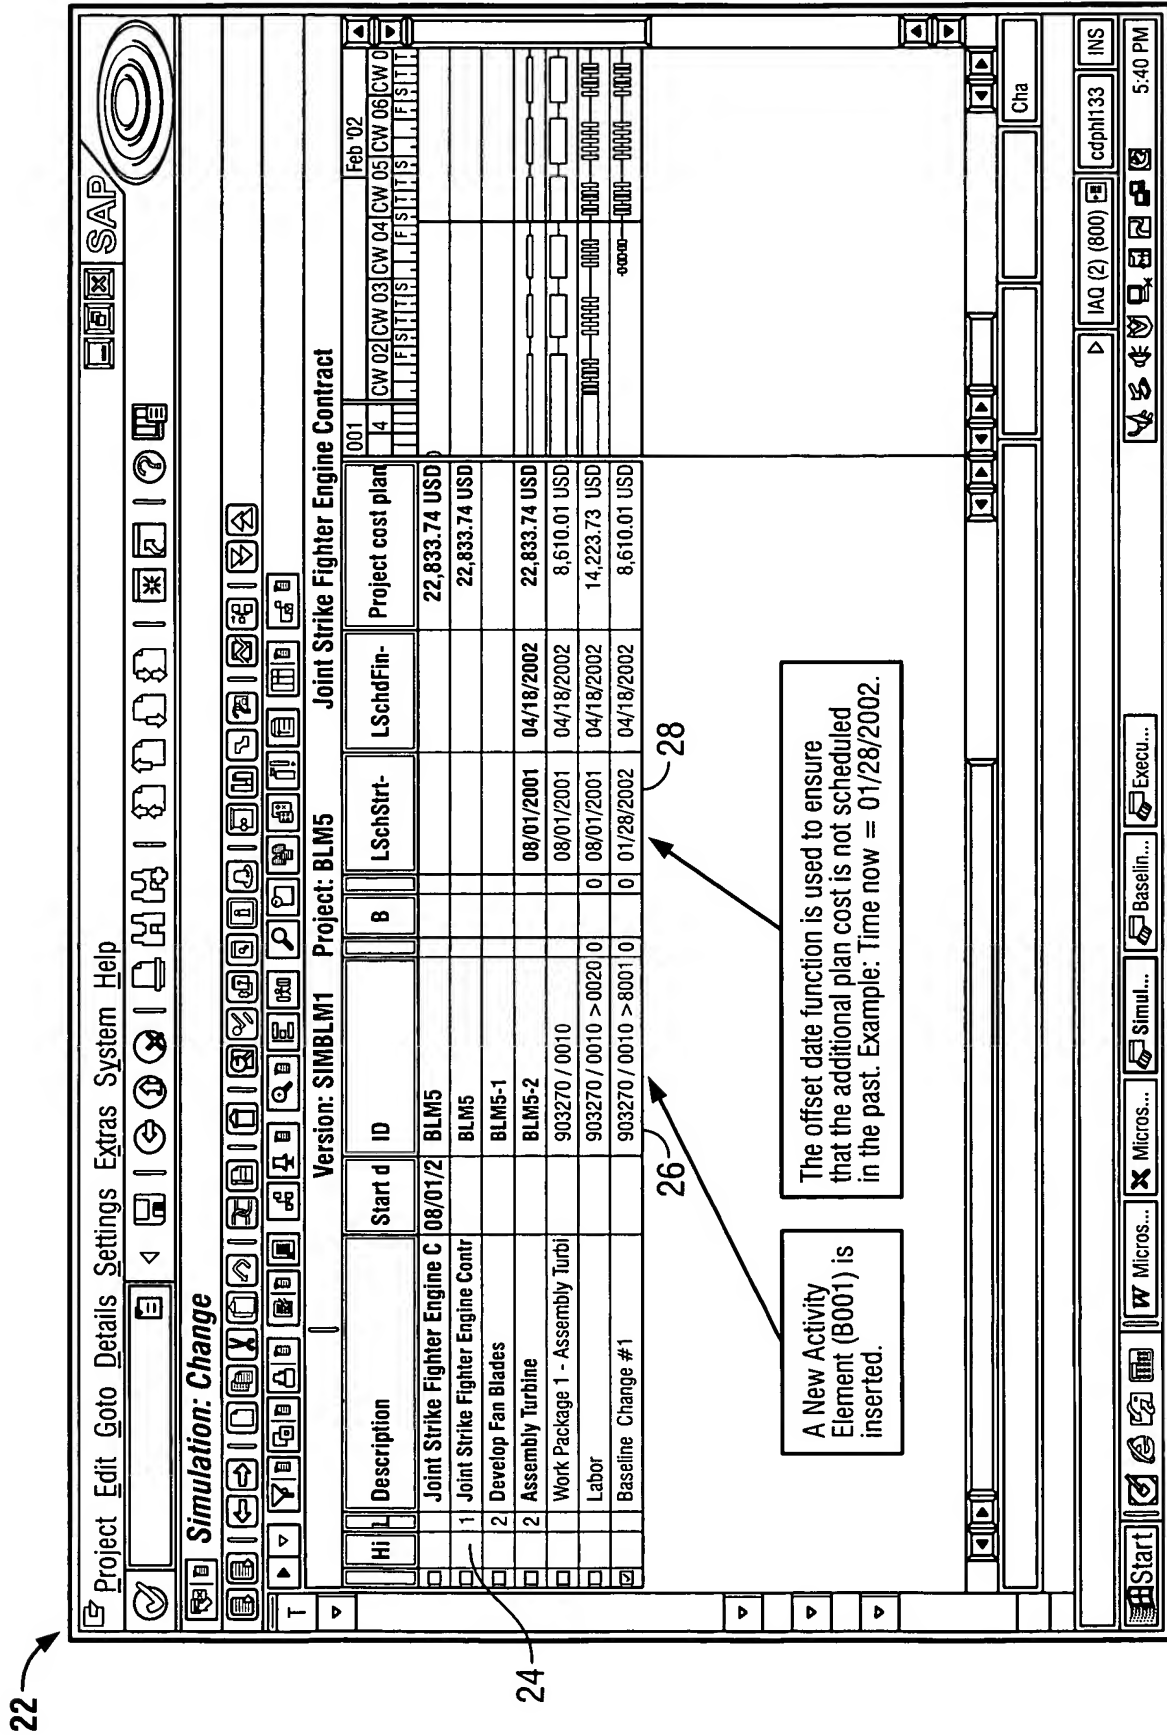 22
Project Edit Goto Details Settings Extras System Help
SAP
Simulation: Change
Version: SIMBLM1 Project: BLM5 Joint Strike Fighter Engine Contract
Hi L Description Start d ID B LSchStrt- LSchdFin- Project cost plan
001 Feb '02
4 CW 02 CW 03 CW 04 CW 05 CW 06 CW 0
Joint Strike Fighter Engine C 08/01/2 BLM5 22,833.74 USD
1 Joint Strike Fighter Engine Contr BLM5 22,833.74 USD
2 Develop Fan Blades BLM5-1
2 Assembly Turbine BLM5-2 08/01/2001 04/18/2002 22,833.74 USD
Work Package 1 - Assembly Turbi 903270 / 0010 08/01/2001 04/18/2002 8,610.01 USD
Labor 903270 / 0010 > 0020 0 0 08/01/2001 04/18/2002 14,223.73 USD
Baseline Change #1 903270 / 0010 > 8001 0 0 01/28/2002 04/18/2002 8,610.01 USD
24
26
28
A New Activity
Element (B001) is
inserted.
The offset date function is used to ensure
that the additional plan cost is not scheduled
in the past. Example: Time now = 01/28/2002.
Cha
IAQ (2) (800) cdphl133 INS
Start W Micros... X Micros... Simul... Baselin... Execu... 5:40 PM